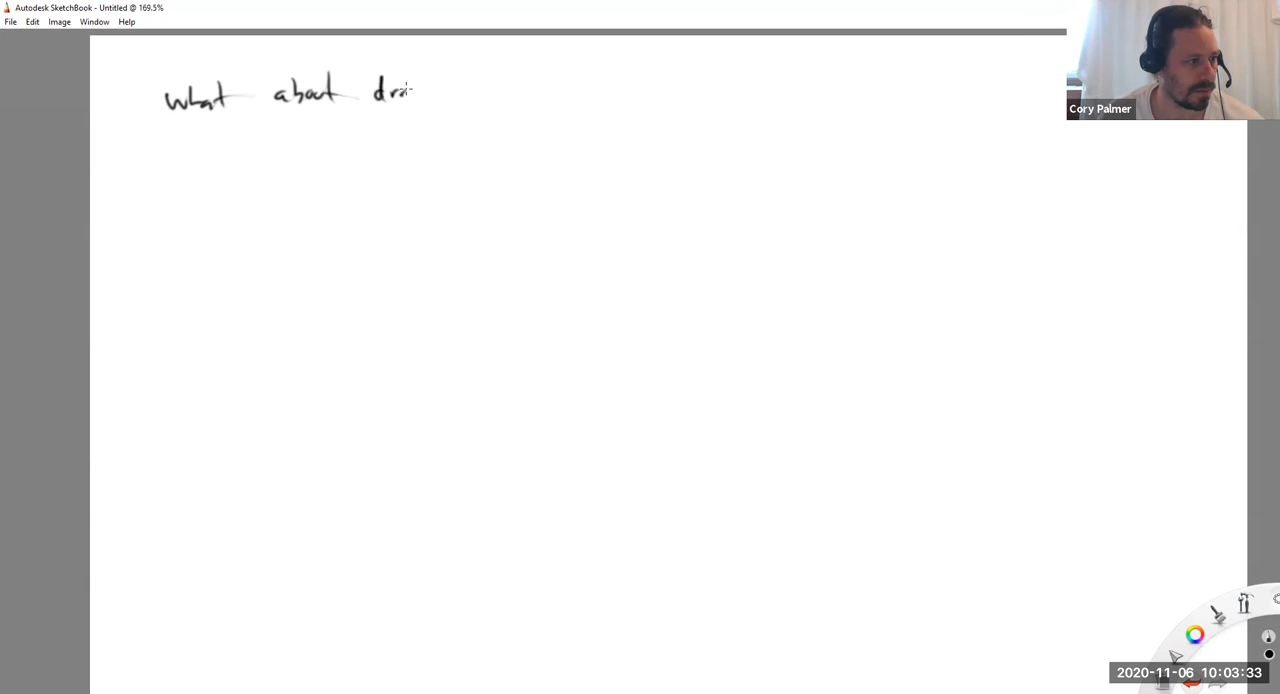 Autodesk SketchBook - Untitled @ 169.5%
File Edit Image Window Help
what about dra
Cory Palmer
2020-11-06 10:03:33